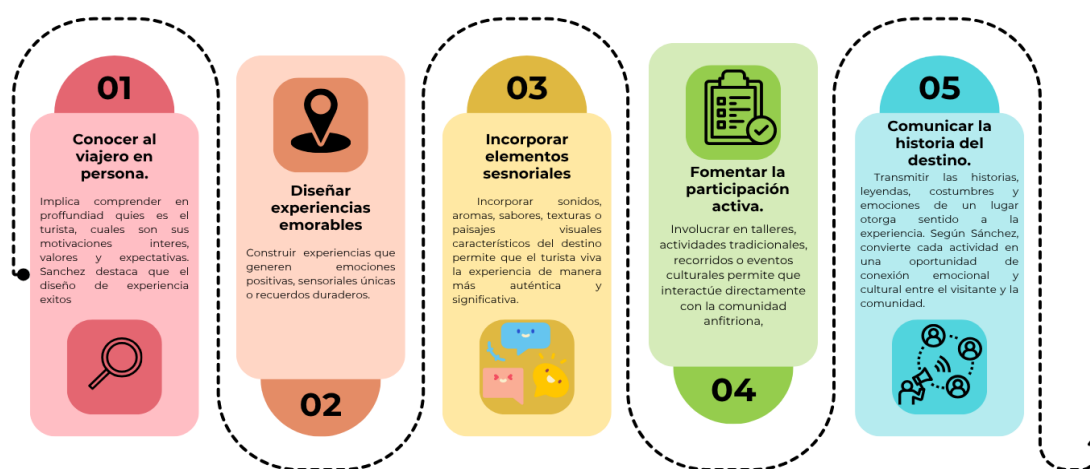 01
Conocer al
viajero en
persona.
Implica comprender en
proffundiad quies es el
turista, cuales son sus
motivaciones interes,
valores y expectativas.
Sanchez destaca que el
diseño de experiencia
exitos
Diseñar
experiencias
emorables
Construir experiencias que
generen emociones
positivas, sensoriales únicas
o recuerdos duraderos.
02
03
Incorporar
elementos
sesnoriales
Incorporar sonidos,
aromas, sabores, texturas o
paisajes visuales
característicos del destino
permite que el turista viva
la experiencia de manera
más auténtica y
significativa.
Fomentar la
participación
activa.
Involucrar en talleres,
actividades tradicionales,
recorridos o eventos
culturales permite que
interactúe directamente
con la comunidad
anfitriona,
04
05
Comunicar la
historia del
destino.
Transmitir las historias,
leyendas, costumbres y
emociones de un lugar
otorga sentido a la
experiencia. Según Sánchez,
convierte cada actividad en
una oportunidad de
conexión emocional y
cultural entre el visitante y la
comunidad.